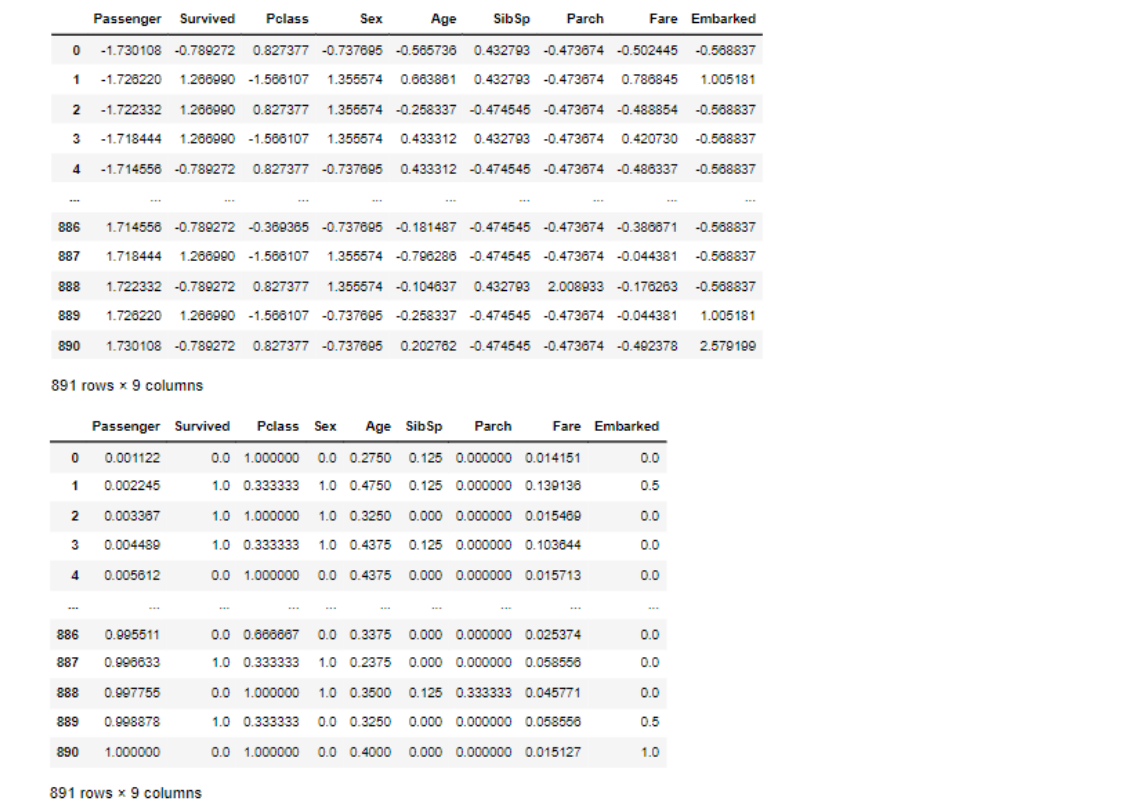 Passenger Survived Pclass Sex Age SibSp Parch Fare Embarked
0 -1.730108 -0.789272 0.827377 -0.737695 -0.565736 0.432793 -0.473674 -0.502445 -0.568837
1 -1.726220 1.266990 -1.566107 1.355574 0.663861 0.432793 -0.473674 0.786845 1.005181
2 -1.722332 1.266990 0.827377 1.355574 -0.258337 -0.474545 -0.473674 -0.488854 -0.568837
3 -1.718444 1.266990 -1.566107 1.355574 0.433312 0.432793 -0.473674 0.420730 -0.568837
4 -1.714556 -0.789272 0.827377 -0.737695 0.433312 -0.474545 -0.473674 -0.486337 -0.568837
... ... ... ... ... ... ... ... ... ...
886 1.714556 -0.789272 -0.369365 -0.737695 -0.181487 -0.474545 -0.473674 -0.386671 -0.568837
887 1.718444 1.266990 -1.566107 1.355574 -0.796286 -0.474545 -0.473674 -0.044381 -0.568837
888 1.722332 -0.789272 0.827377 1.355574 -0.104637 0.432793 2.008933 -0.176263 -0.568837
889 1.726220 1.266990 -1.566107 -0.737695 -0.258337 -0.474545 -0.473674 -0.044381 1.005181
890 1.730108 -0.789272 0.827377 -0.737695 0.202762 -0.474545 -0.473674 -0.492378 2.579199
891 rows × 9 columns
Passenger Survived Pclass Sex Age SibSp Parch Fare Embarked
0 0.001122 0.0 1.000000 0.0 0.2750 0.125 0.000000 0.014151 0.0
1 0.002245 1.0 0.333333 1.0 0.4750 0.125 0.000000 0.139136 0.5
2 0.003367 1.0 1.000000 1.0 0.3250 0.000 0.000000 0.015469 0.0
3 0.004489 1.0 0.333333 1.0 0.4375 0.125 0.000000 0.103644 0.0
4 0.005612 0.0 1.000000 0.0 0.4375 0.000 0.000000 0.015713 0.0
... ... ... ... ... ... ... ... ... ...
886 0.995511 0.0 0.666667 0.0 0.3375 0.000 0.000000 0.025374 0.0
887 0.996633 1.0 0.333333 1.0 0.2375 0.000 0.000000 0.058556 0.0
888 0.997755 0.0 1.000000 1.0 0.3500 0.125 0.333333 0.045771 0.0
889 0.998878 1.0 0.333333 0.0 0.3250 0.000 0.000000 0.058556 0.5
890 1.000000 0.0 1.000000 0.0 0.4000 0.000 0.000000 0.015127 1.0
891 rows × 9 columns